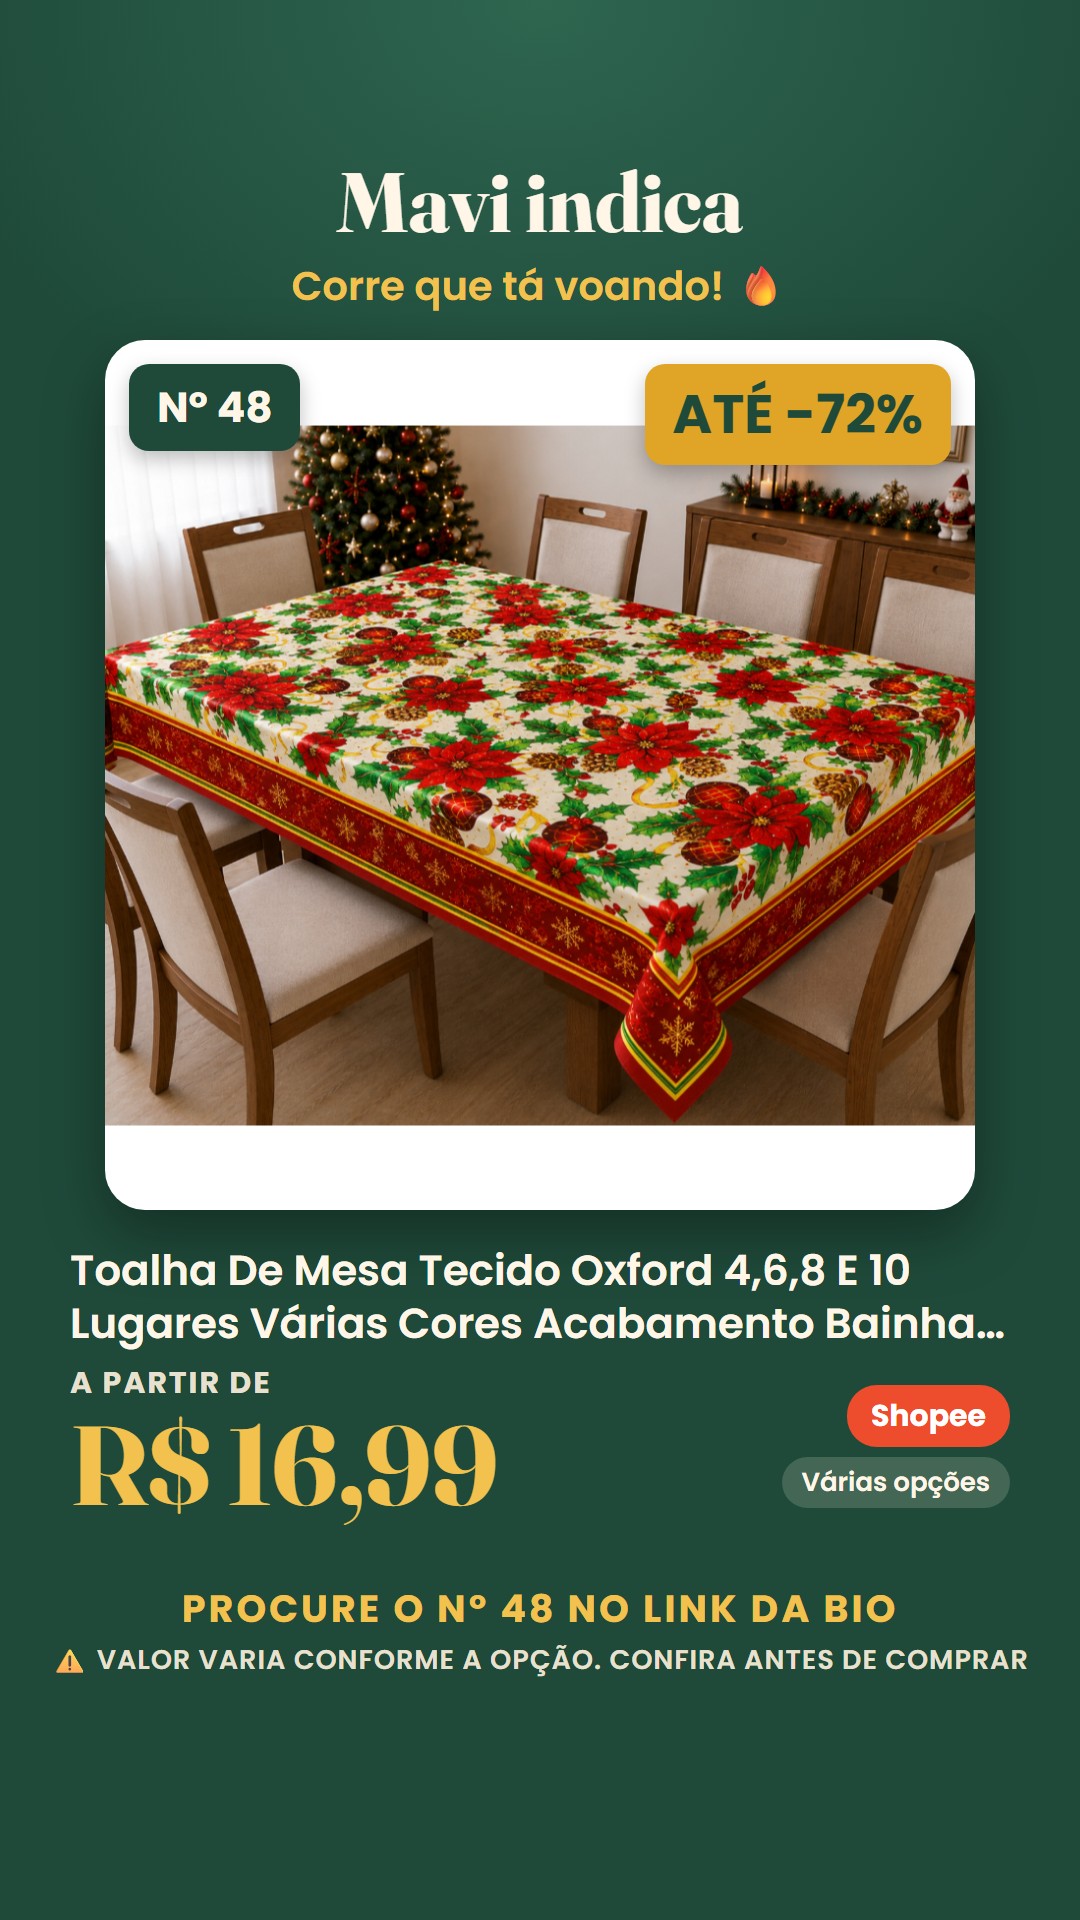 Mavi indica
Corre que tá voando! 🔥
Nº 48
ATÉ −72%
Toalha De Mesa Tecido Oxford 4,6,8 E 10
Lugares Várias Cores Acabamento Bainha...
A PARTIR DE
R$ 16,99
Shopee
Várias opções
PROCURE O Nº 48 NO LINK DA BIO
⚠️ VALOR VARIA CONFORME A OPÇÃO. CONFIRA ANTES DE COMPRAR